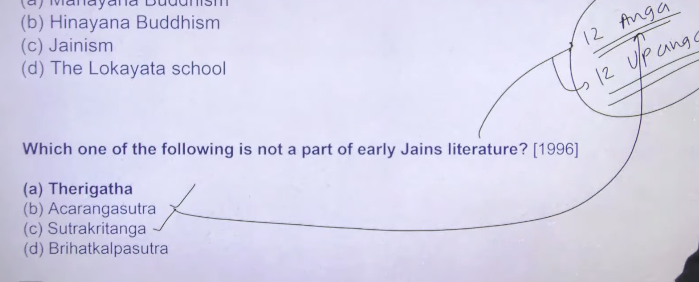 (a) Mahayana Buddhism
(b) Hinayana Buddhism
(c) Jainism
(d) The Lokayata school
12 Anga
12 Upanga
Which one of the following is not a part of early Jains literature? [1996]
(a) Therigatha
(b) Acarangasutra
(c) Sutrakritanga
(d) Brihatkalpasutra